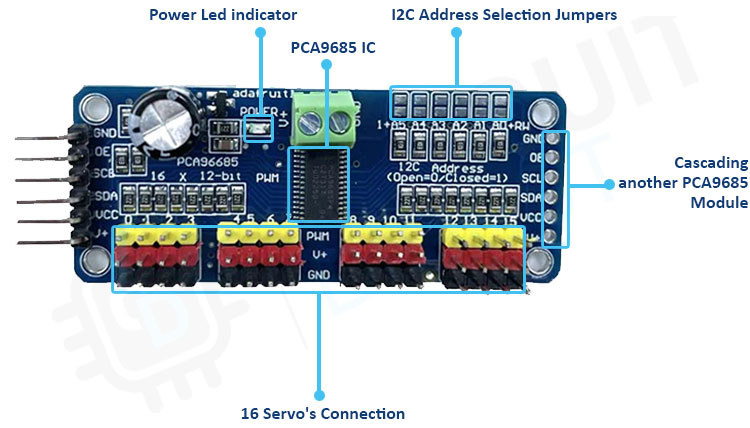 Power Led indicator
I2C Address Selection Jumpers
PCA9685 IC
adafruit
POWER
V+
1+A5 A4 A3 A2 A1 A0+RW
GND
OE
SCL
SDA
VCC
V+
PCA96685
16 X 12-bit PWM
I2C Address
(Open=0/Closed=1)
GND
OE
SCL
SDA
VCC
V+
Cascading
another PCA9685
Module
0 1 2 3 4 5 6 7 8 9 10 11 12 13 14 15
PWM
V+
GND
16 Servo's Connection